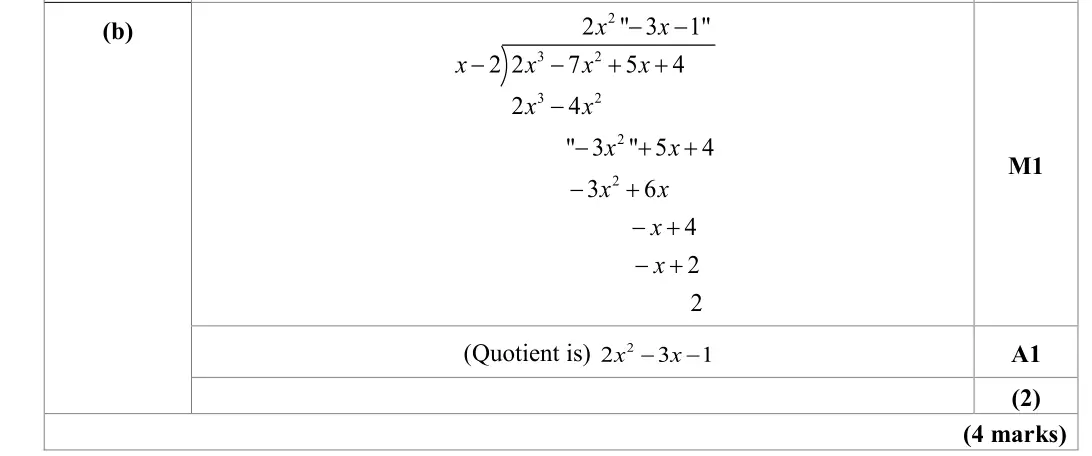 (b)
2x² "– 3x – 1"
x – 2)2x³ – 7x² + 5x + 4
2x³ – 4x²
"– 3x² "+ 5x + 4
– 3x² + 6x
– x + 4
– x + 2
2
M1
(Quotient is) 2x² – 3x – 1 A1
(2)
(4 marks)